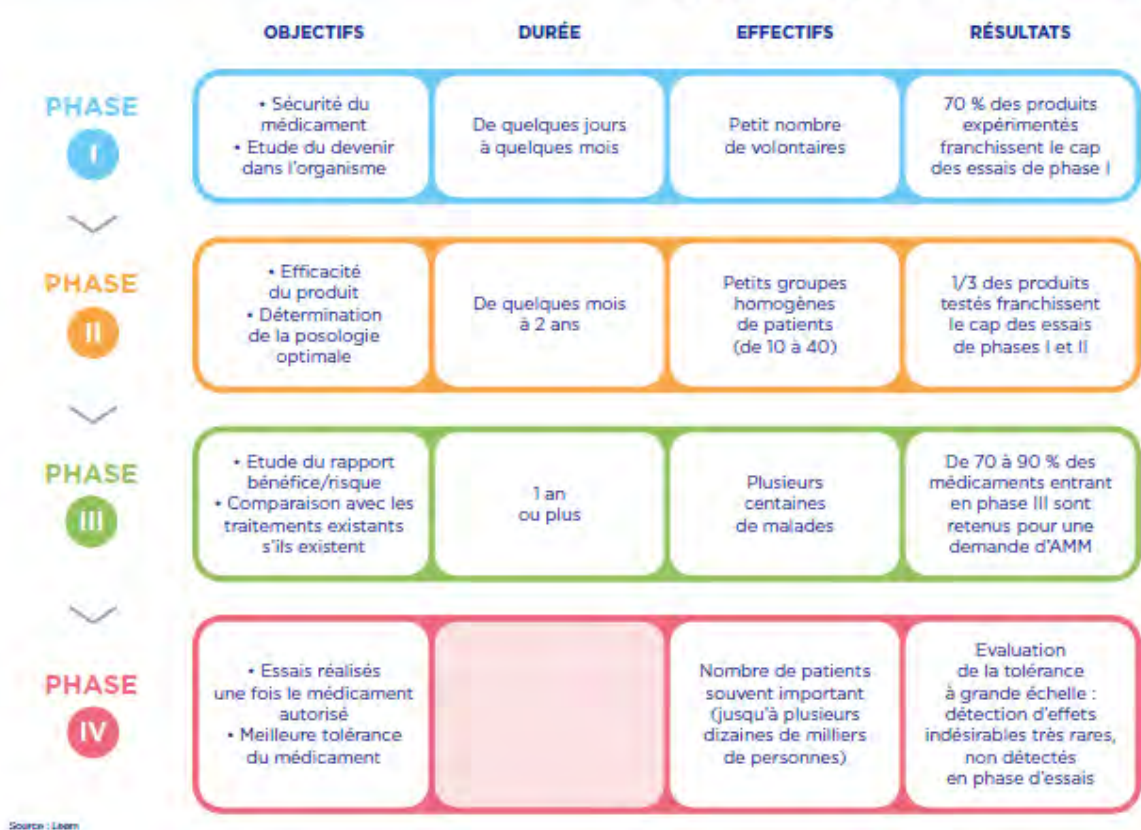 OBJECTIFS
DURÉE
EFFECTIFS
RÉSULTATS
PHASE
I
• Sécurité du
médicament
• Etude du devenir
dans l'organisme
De quelques jours
à quelques mois
Petit nombre
de volontaires
70 % des produits
expérimentés
franchissent le cap
des essais de phase I
PHASE
II
• Efficacité
du produit
• Détermination
de la posologie
optimale
De quelques mois
à 2 ans
Petits groupes
homogènes
de patients
(de 10 à 40)
1/3 des produits
testés franchissent
le cap des essais
de phases I et II
PHASE
III
• Etude du rapport
bénéfice/risque
• Comparaison avec les
traitements existants
s'ils existent
1 an
ou plus
Plusieurs
centaines
de malades
De 70 à 90 % des
médicaments entrant
en phase III sont
retenus pour une
demande d'AMM
PHASE
IV
• Essais réalisés
une fois le médicament
autorisé
• Meilleure tolérance
du médicament
Nombre de patients
souvent important
(jusqu'à plusieurs
dizaines de milliers
de personnes)
Evaluation
de la tolérance
à grande échelle :
détection d'effets
indésirables très rares,
non détectés
en phase d'essais
Source : Leem